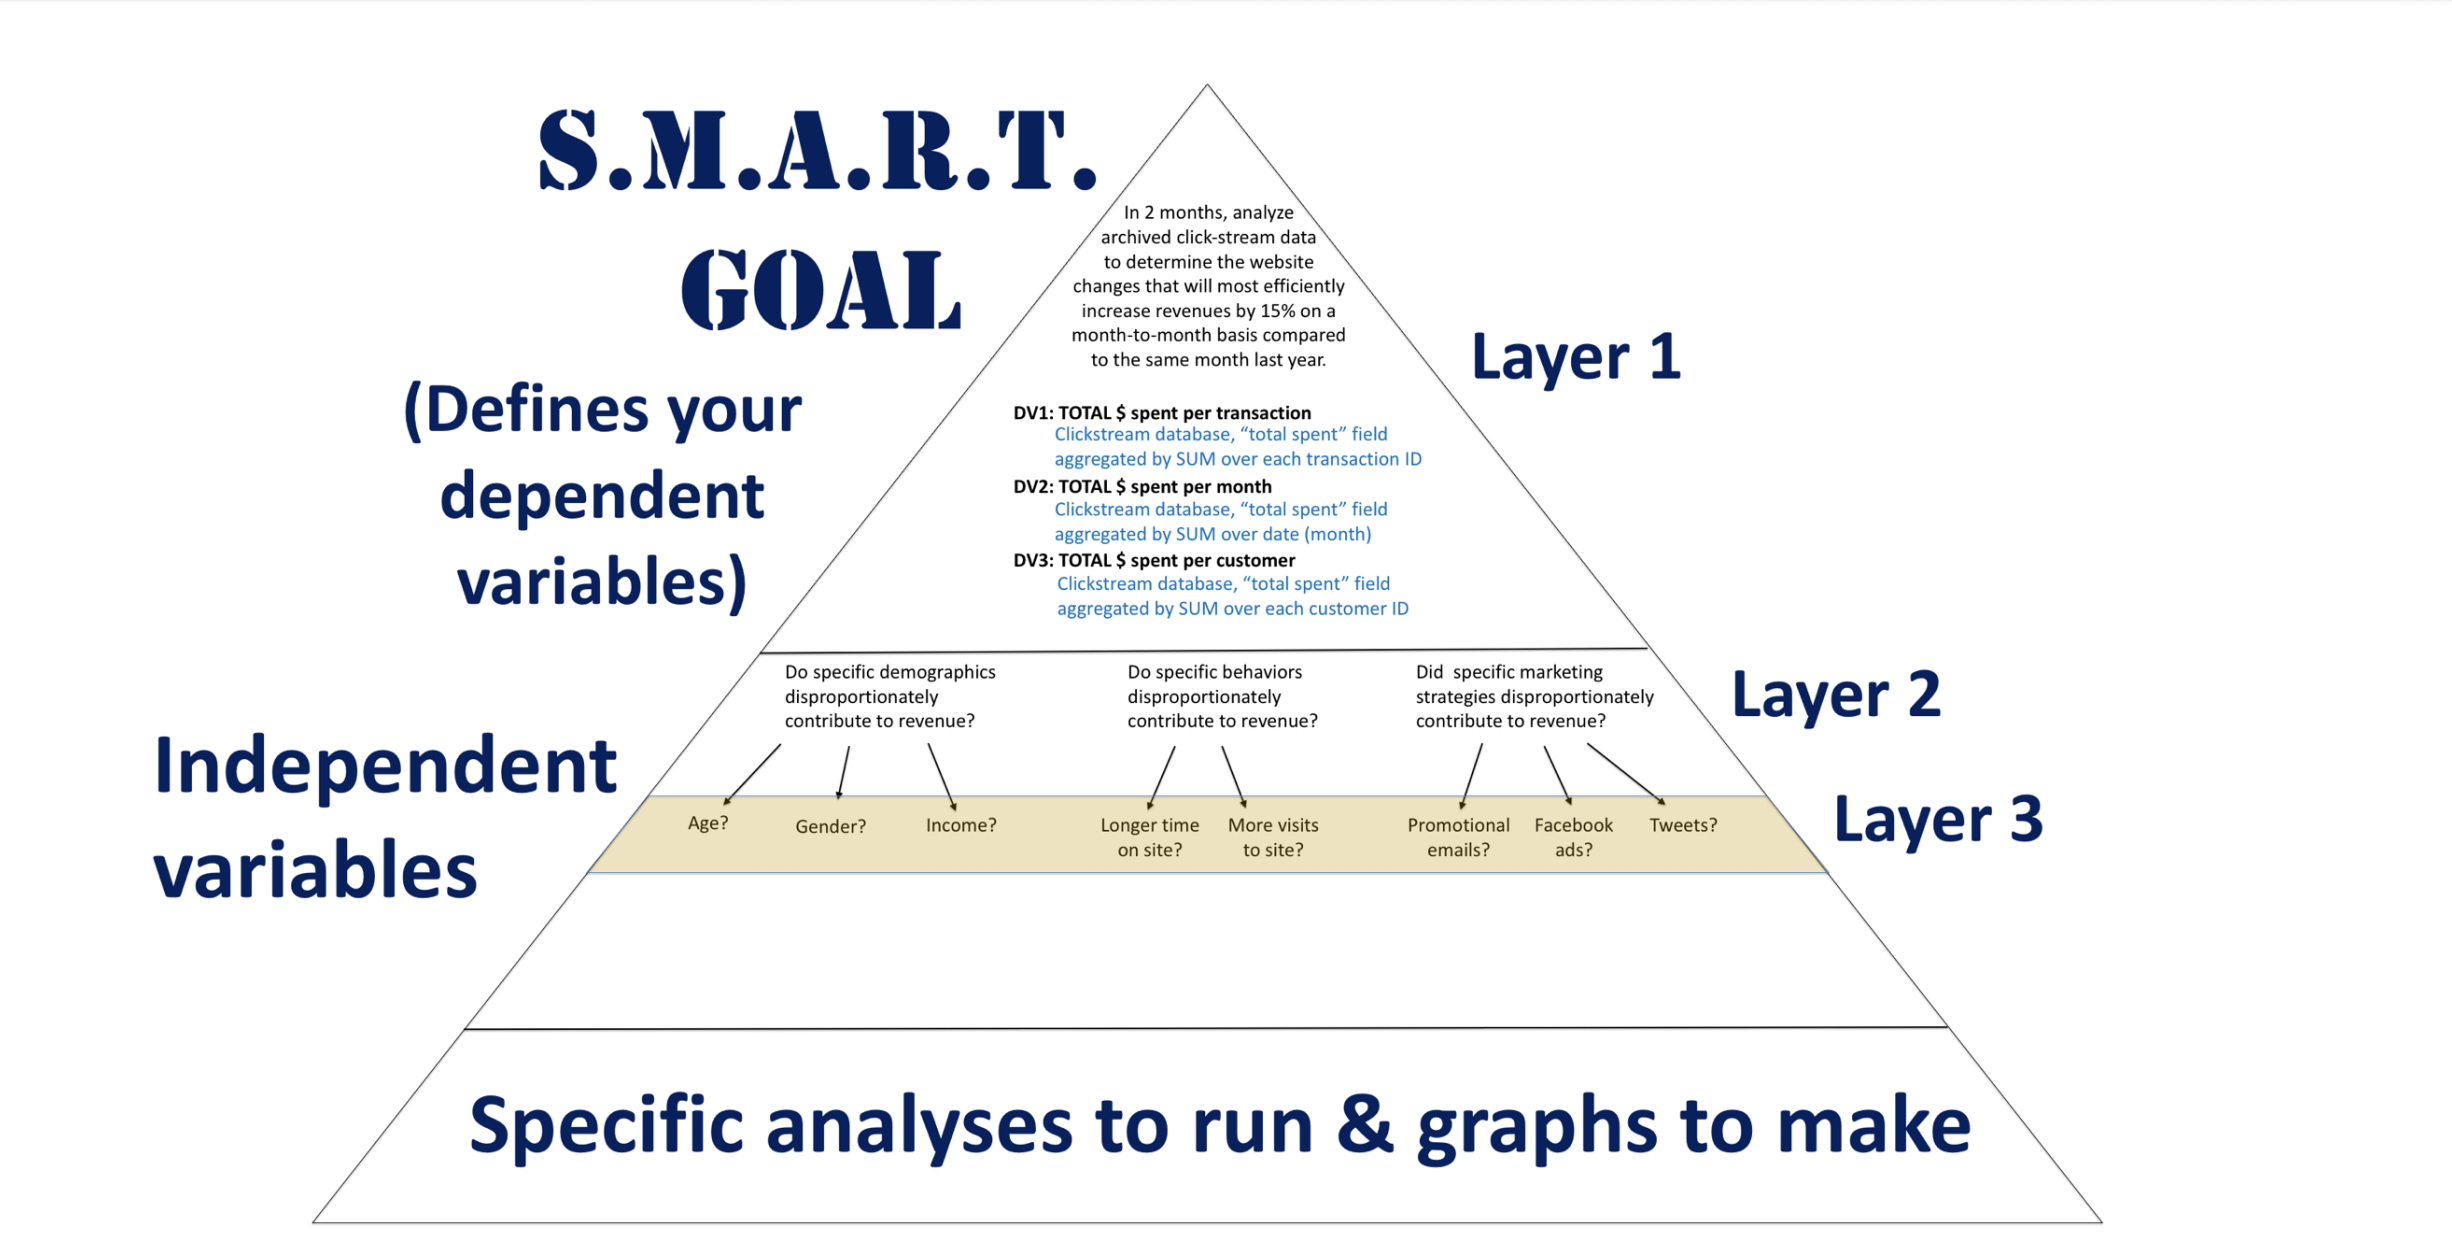 S.M.A.R.T.
GOAL
(Defines your
dependent
variables)
In 2 months, analyze
archived click-stream data
to determine the website
changes that will most efficiently
increase revenues by 15% on a
month-to-month basis compared
to the same month last year.
Layer 1
DV1: TOTAL $ spent per transaction
Clickstream database, “total spent” field
aggregated by SUM over each transaction ID
DV2: TOTAL $ spent per month
Clickstream database, “total spent” field
aggregated by SUM over date (month)
DV3: TOTAL $ spent per customer
Clickstream database, “total spent” field
aggregated by SUM over each customer ID
Independent
variables
Do specific demographics
disproportionately
contribute to revenue?
Do specific behaviors
disproportionately
contribute to revenue?
Did specific marketing
strategies disproportionately
contribute to revenue?
Layer 2
Age?
Gender?
Income?
Longer time
on site?
More visits
to site?
Promotional
emails?
Facebook
ads?
Tweets?
Layer 3
Specific analyses to run & graphs to make